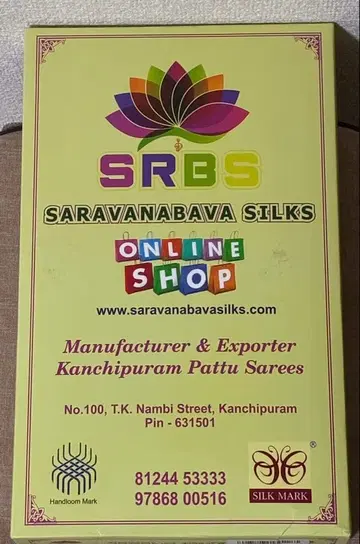 SRBS
SARAVANABAVA SILKS
ONLINE
SHOP
www.saravanabavasilks.com
Manufacturer & Exporter
Kanchipuram Pattu Sarees
No.100, T.K. Nambi Street, Kanchipuram
Pin - 631501
Handloom Mark
81244 53333
97868 00516
®
SILK MARK